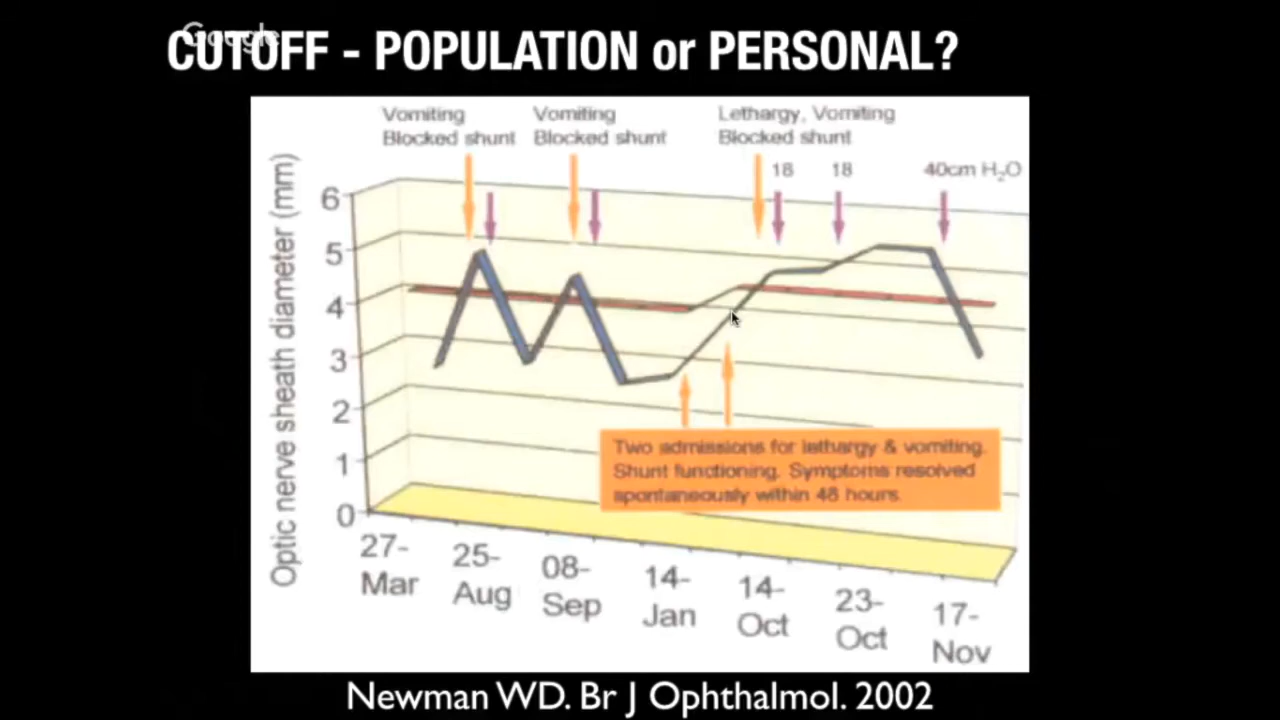 Google
CUTOFF - POPULATION or PERSONAL?
Vomiting
Blocked shunt
Vomiting
Blocked shunt
Lethargy, Vomiting
Blocked shunt
18
18
40cm H₂O
Optic nerve sheath diameter (mm)
6
5
4
3
2
1
0
Two admissions for lethargy & vomiting.
Shunt functioning. Symptoms resolved
spontaneously within 48 hours.
27-
Mar
25-
Aug
08-
Sep
14-
Jan
14-
Oct
23-
Oct
17-
Nov
Newman WD. Br J Ophthalmol. 2002